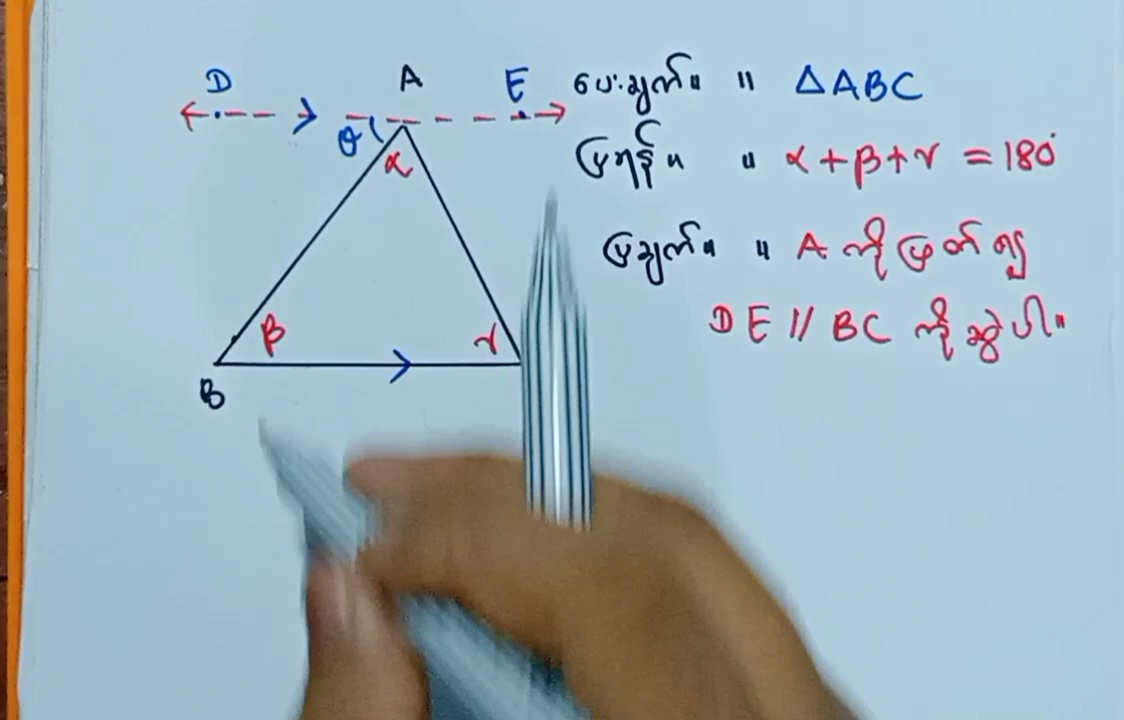 D A E
θ α
β γ
B
ပေးချက်။ ။ ΔABC
ပြရန်။ ။ α+β+γ = 180°
ပြုချက်။ ။ A ကိုဖြတ်၍
DE // BC ကိုဆွဲပါ။